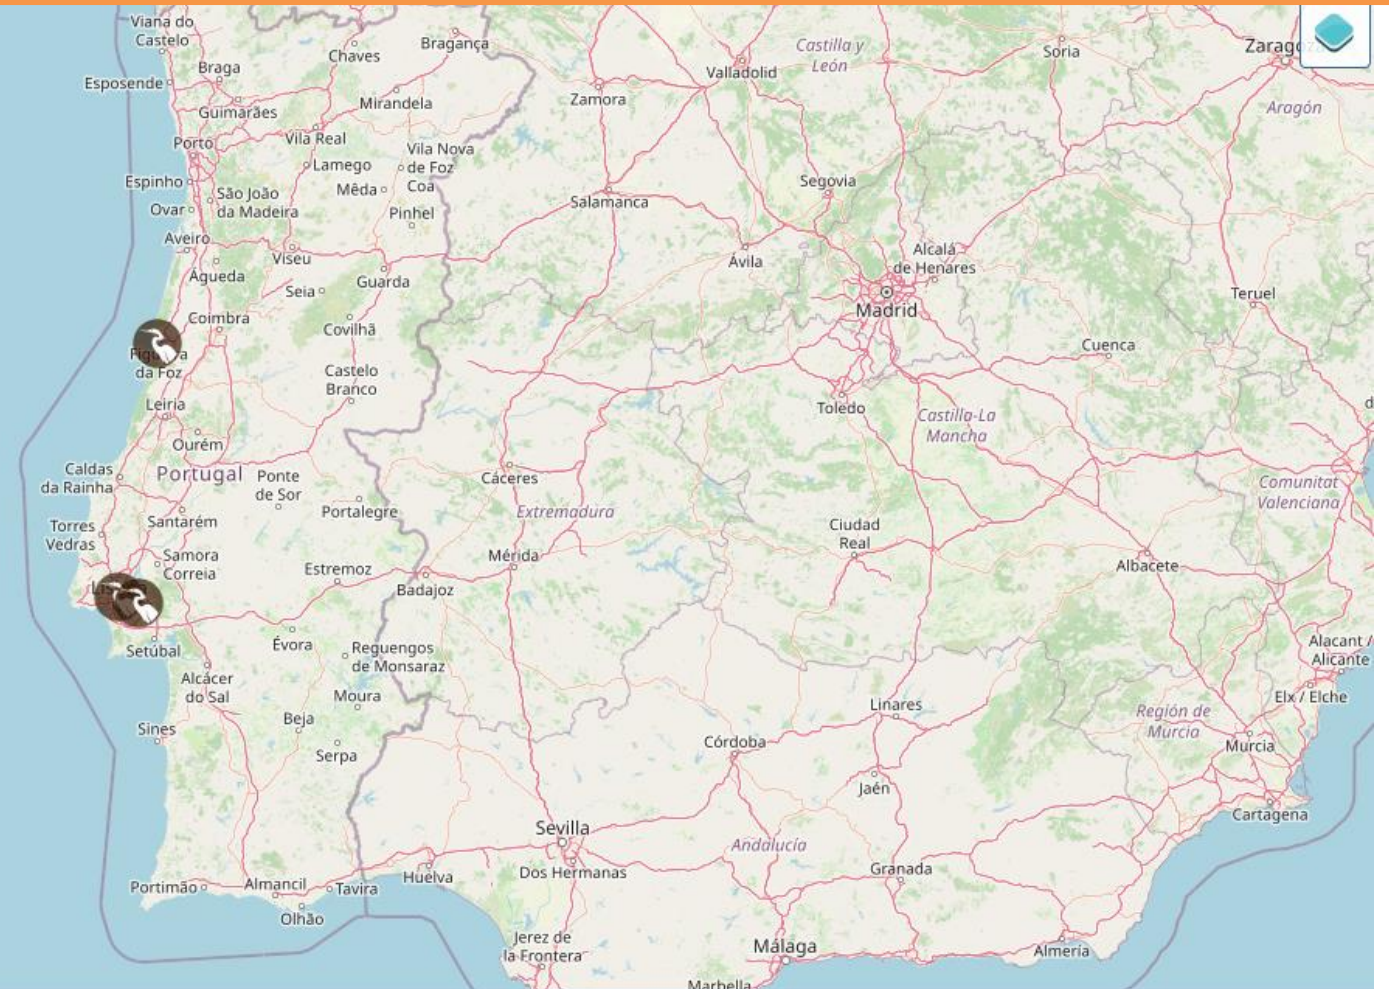 Viana do
Castelo
Chaves
Bragança
Castilla y
León
Soria
Valladolid
Esposende
Braga
Mirandela
Zamora
Guimarães
Aragón
Porto
Vila Real
Vila Nova
de Foz
Coa
Lamego
Espinho
São João
da Madeira
Mêda
Segovia
Salamanca
Ovar
Pinhel
Aveiro
Viseu
Ávila
Alcalá
de Henares
Águeda
Seia
Guarda
Teruel
Madrid
Coimbra
Covilhã
Cuenca
da Foz
Castelo
Branco
Leiria
Toledo
Castilla-La
Mancha
Ourém
Portugal
Caldas
da Rainha
Ponte
de Sor
Cáceres
Comunitat
Valenciana
Portalegre
Extremadura
Santarém
Torres
Vedras
Ciudad
Real
Samora
Correia
Mérida
Estremoz
Albacete
Badajoz
Setúbal
Évora
Reguengos
de Monsaraz
Alacant /
Alicante
Alcácer
do Sal
Moura
Elx / Elche
Linares
Región de
Murcia
Beja
Sines
Córdoba
Murcia
Serpa
Jaén
Cartagena
Sevilla
Andalucía
Granada
Dos Hermanas
Huelva
Portimão
Almancil
Tavira
Olhão
Jerez de
la Frontera
Málaga
Almería
Marbella